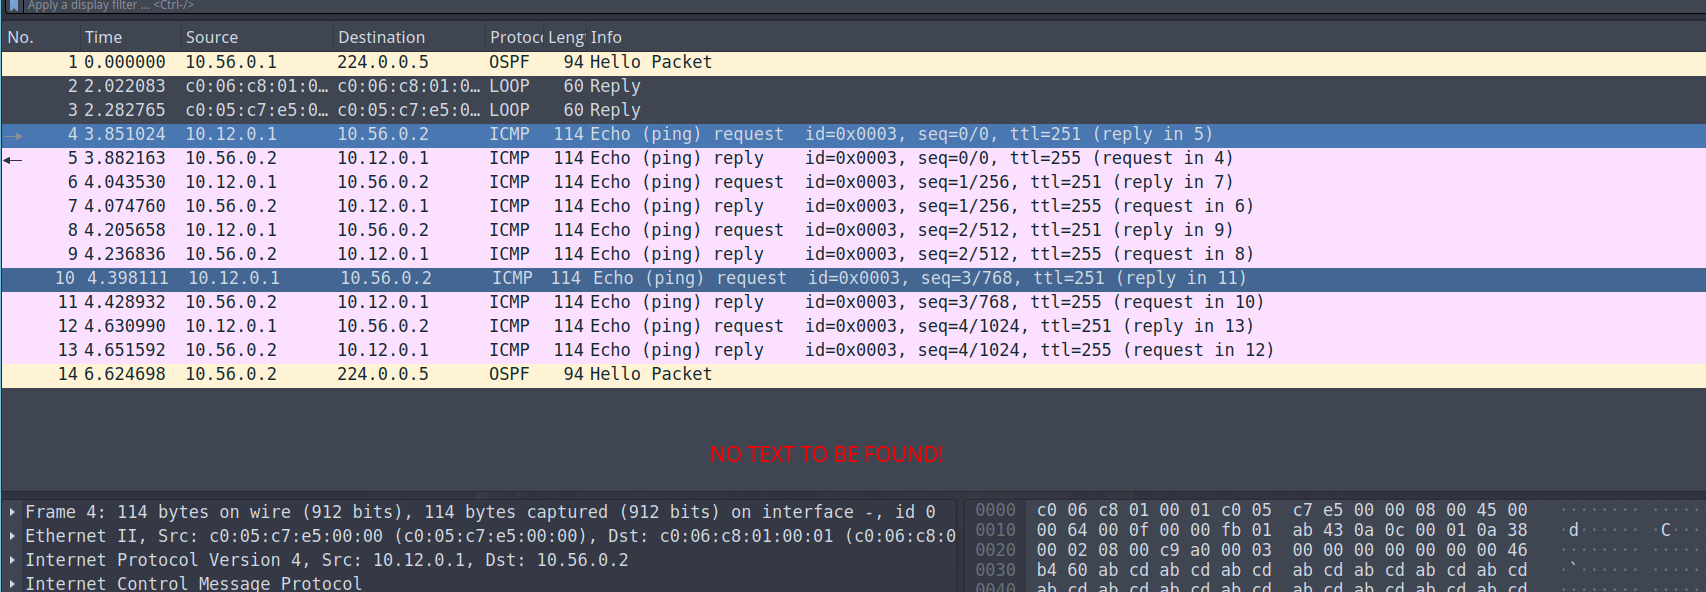 Apply a display filter ... <Ctrl-/>
No. Time Source Destination Protoc Leng Info
1 0.000000 10.56.0.1 224.0.0.5 OSPF 94 Hello Packet
2 2.022083 c0:06:c8:01:0… c0:06:c8:01:0… LOOP 60 Reply
3 2.282765 c0:05:c7:e5:0… c0:05:c7:e5:0… LOOP 60 Reply
4 3.851024 10.12.0.1 10.56.0.2 ICMP 114 Echo (ping) request id=0x0003, seq=0/0, ttl=251 (reply in 5)
5 3.882163 10.56.0.2 10.12.0.1 ICMP 114 Echo (ping) reply id=0x0003, seq=0/0, ttl=255 (request in 4)
6 4.043530 10.12.0.1 10.56.0.2 ICMP 114 Echo (ping) request id=0x0003, seq=1/256, ttl=251 (reply in 7)
7 4.074760 10.56.0.2 10.12.0.1 ICMP 114 Echo (ping) reply id=0x0003, seq=1/256, ttl=255 (request in 6)
8 4.205658 10.12.0.1 10.56.0.2 ICMP 114 Echo (ping) request id=0x0003, seq=2/512, ttl=251 (reply in 9)
9 4.236836 10.56.0.2 10.12.0.1 ICMP 114 Echo (ping) reply id=0x0003, seq=2/512, ttl=255 (request in 8)
10 4.398111 10.12.0.1 10.56.0.2 ICMP 114 Echo (ping) request id=0x0003, seq=3/768, ttl=251 (reply in 11)
11 4.428932 10.56.0.2 10.12.0.1 ICMP 114 Echo (ping) reply id=0x0003, seq=3/768, ttl=255 (request in 10)
12 4.630990 10.12.0.1 10.56.0.2 ICMP 114 Echo (ping) request id=0x0003, seq=4/1024, ttl=251 (reply in 13)
13 4.651592 10.56.0.2 10.12.0.1 ICMP 114 Echo (ping) reply id=0x0003, seq=4/1024, ttl=255 (request in 12)
14 6.624698 10.56.0.2 224.0.0.5 OSPF 94 Hello Packet
NO TEXT TO BE FOUND!
Frame 4: 114 bytes on wire (912 bits), 114 bytes captured (912 bits) on interface -, id 0
Ethernet II, Src: c0:05:c7:e5:00:00 (c0:05:c7:e5:00:00), Dst: c0:06:c8:01:00:01 (c0:06:c8:0
Internet Protocol Version 4, Src: 10.12.0.1, Dst: 10.56.0.2
Internet Control Message Protocol
0000 c0 06 c8 01 00 01 c0 05 c7 e5 00 00 08 00 45 00 ········ ·····
0010 00 64 00 0f 00 00 fb 01 ab 43 0a 0c 00 01 0a 38 ·d······ ·C···
0020 00 02 08 00 c9 a0 00 03 00 00 00 00 00 00 00 46 ········ ·····
0030 b4 60 ab cd ab cd ab cd ab cd ab cd ab cd ab cd ·`······ ·····
0040 ab cd ab cd ab cd ab cd ab cd ab cd ab cd ab cd